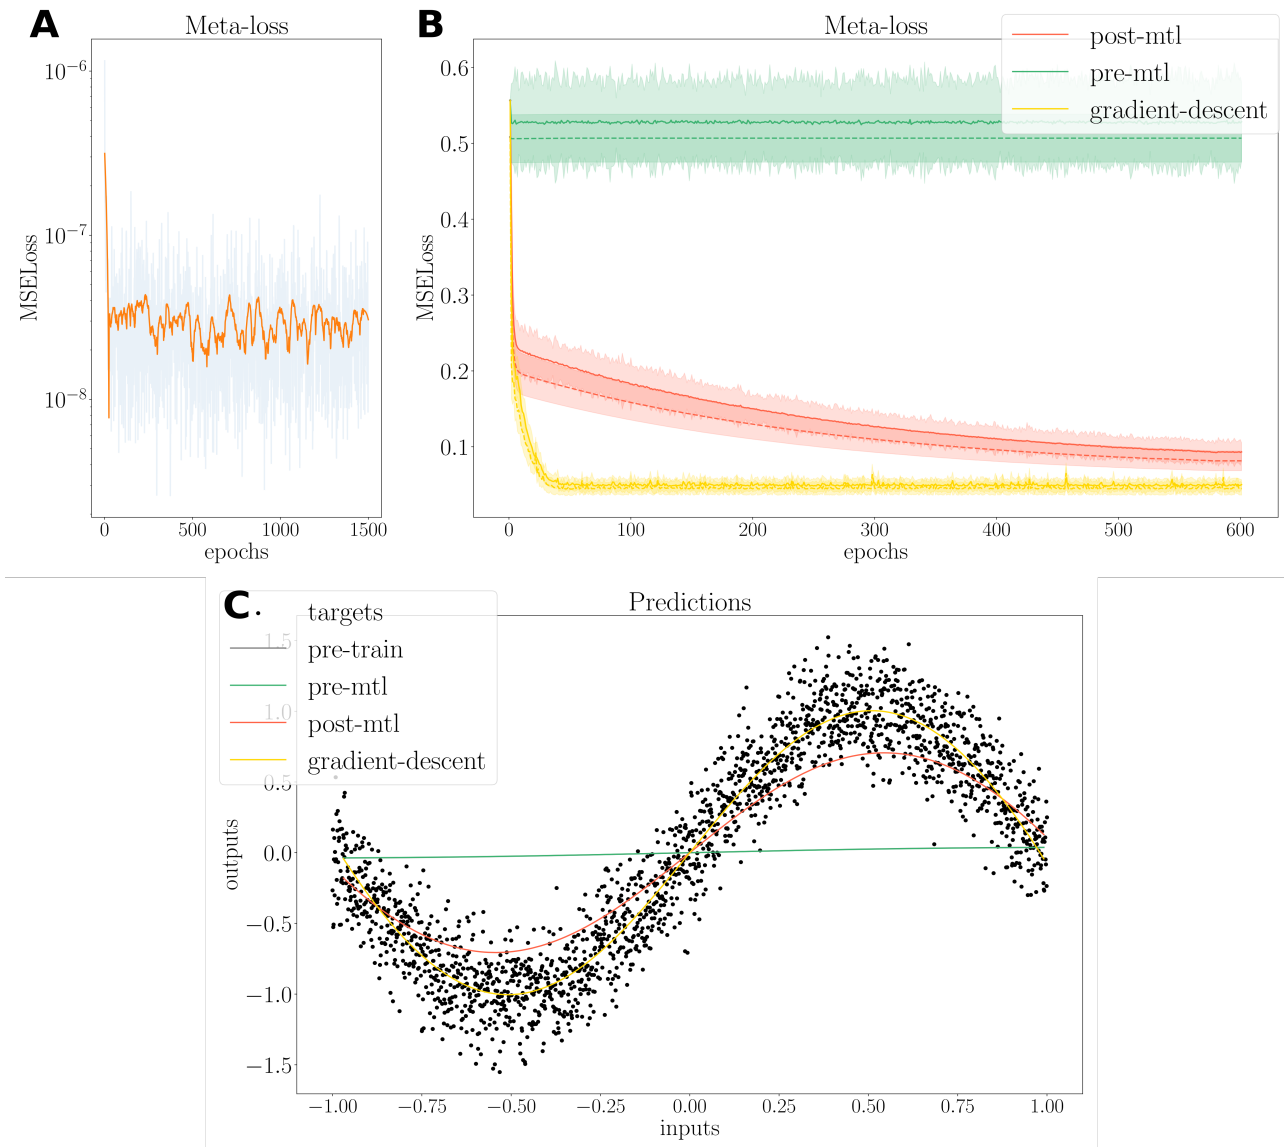 A
Meta-loss
MSELoss
10⁻⁶
10⁻⁷
10⁻⁸
0 500 1000 1500
epochs
B
Meta-loss
post-mtl
pre-mtl
gradient-descent
MSELoss
0.6
0.5
0.4
0.3
0.2
0.1
0 100 200 300 400 500 600
epochs
C
Predictions
targets
pre-train
pre-mtl
post-mtl
gradient-descent
outputs
1.5
1.0
0.5
0.0
−0.5
−1.0
−1.5
−1.00 −0.75 −0.50 −0.25 0.00 0.25 0.50 0.75 1.00
inputs